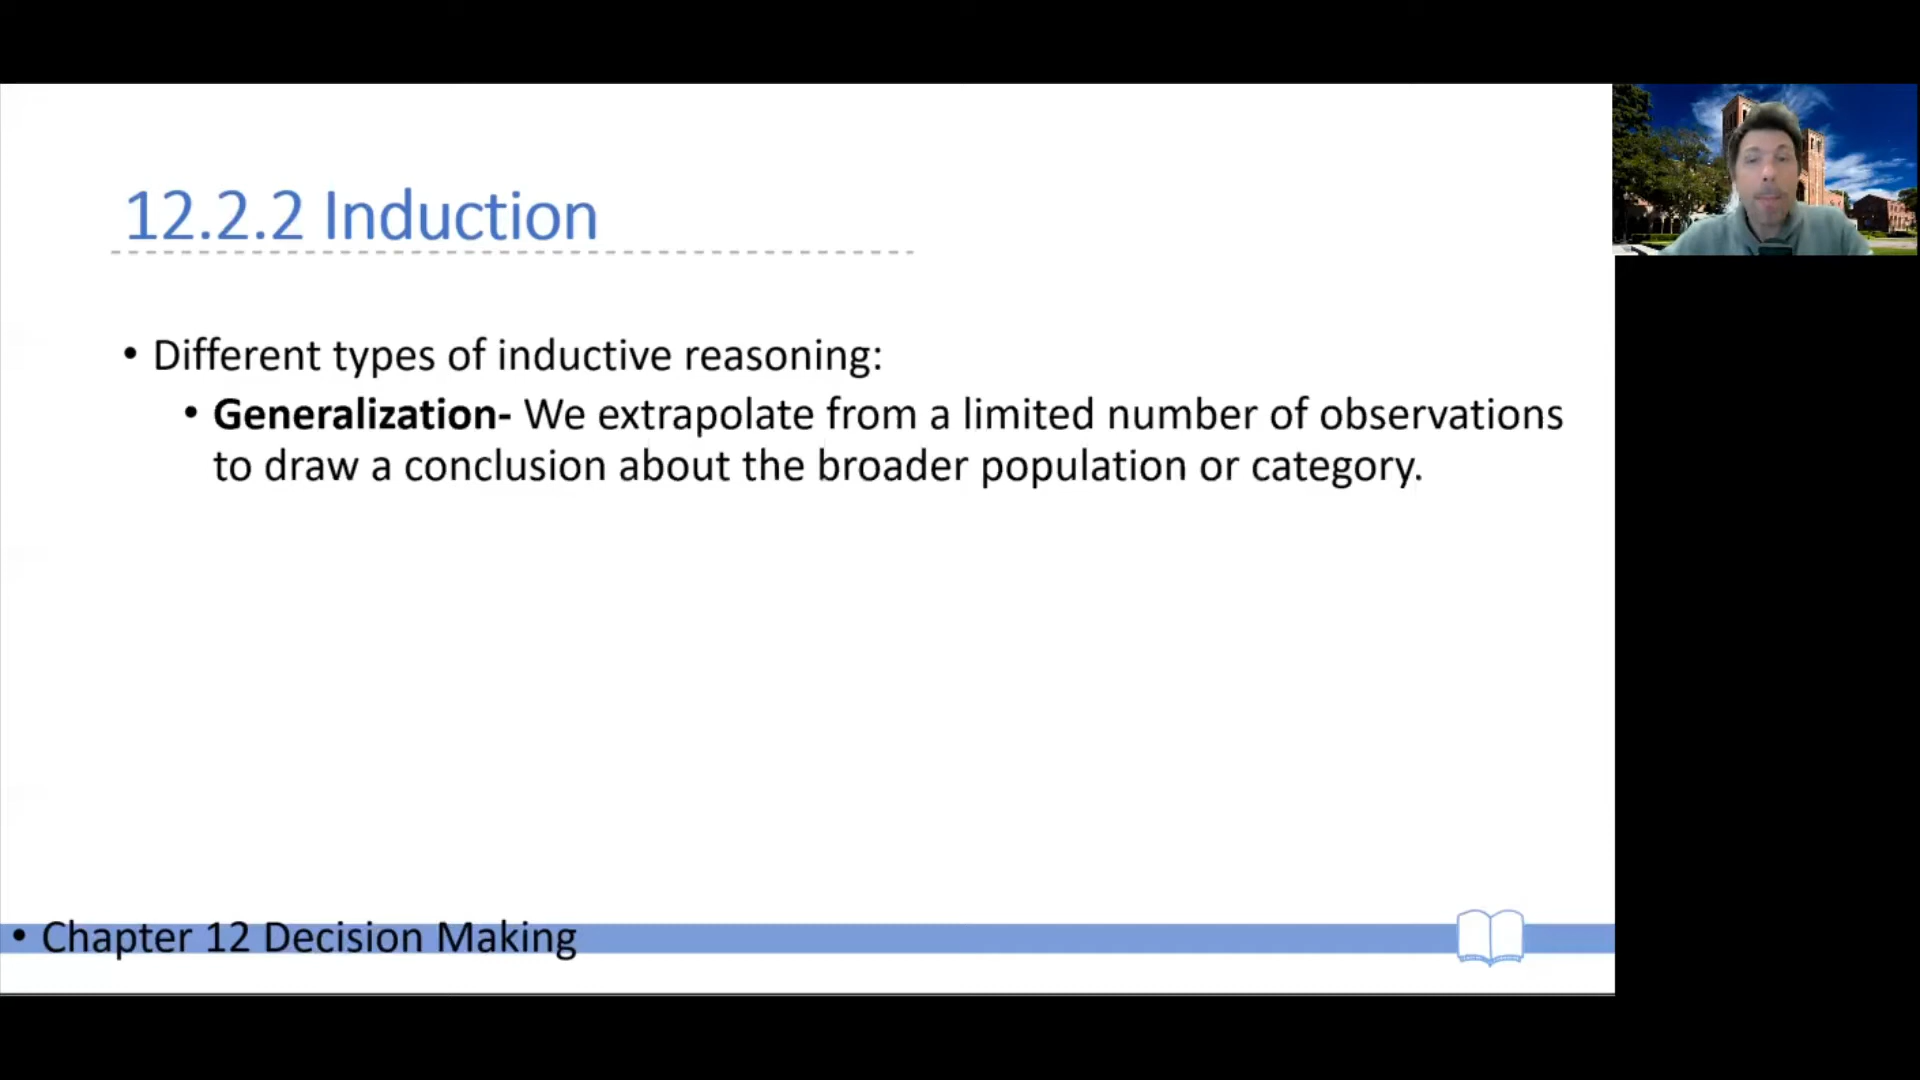 12.2.2 Induction
• Different types of inductive reasoning:
• Generalization- We extrapolate from a limited number of observations
to draw a conclusion about the broader population or category.
• Chapter 12 Decision Making